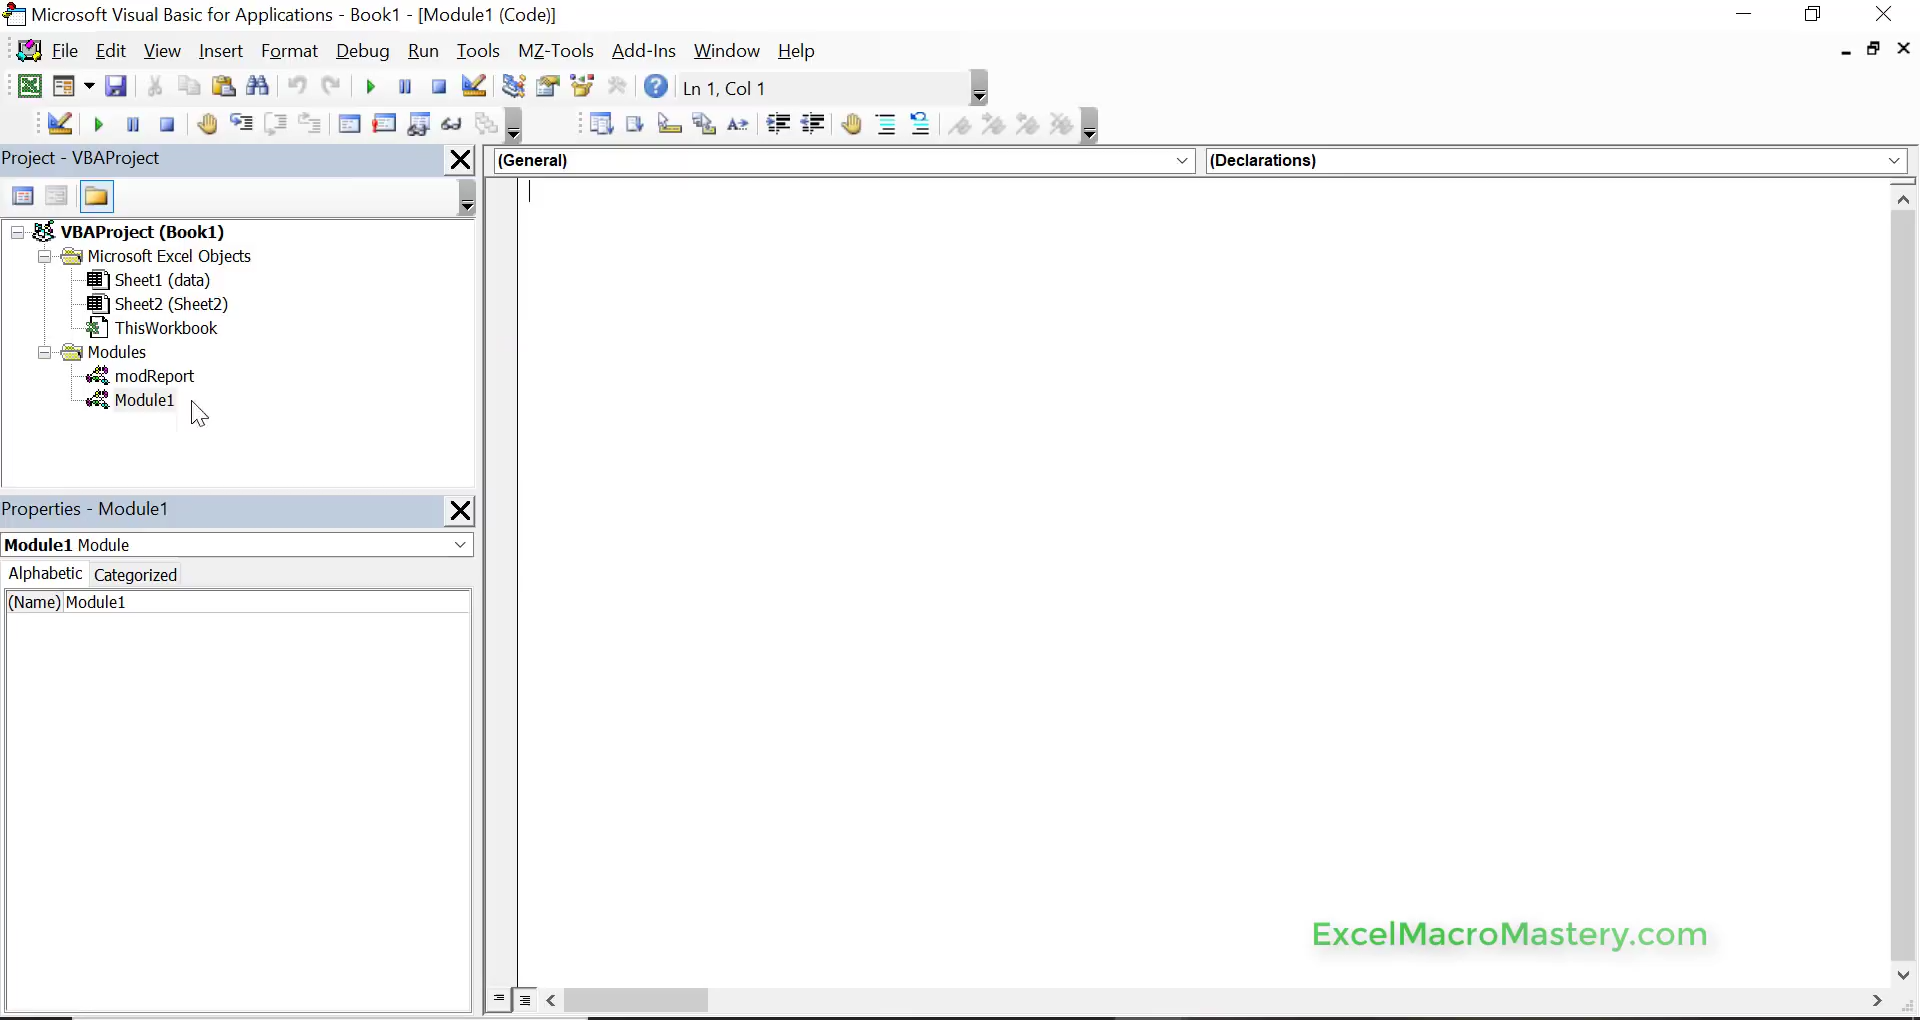 Microsoft Visual Basic for Applications - Book1 - [Module1 (Code)]
File Edit View Insert Format Debug Run Tools MZ-Tools Add-Ins Window Help
Ln 1, Col 1
Project - VBAProject
(General) (Declarations)
VBAProject (Book1)
Microsoft Excel Objects
Sheet1 (data)
Sheet2 (Sheet2)
ThisWorkbook
Modules
modReport
Module1
Properties - Module1
Module1 Module
Alphabetic Categorized
(Name) Module1
ExcelMacroMastery.com